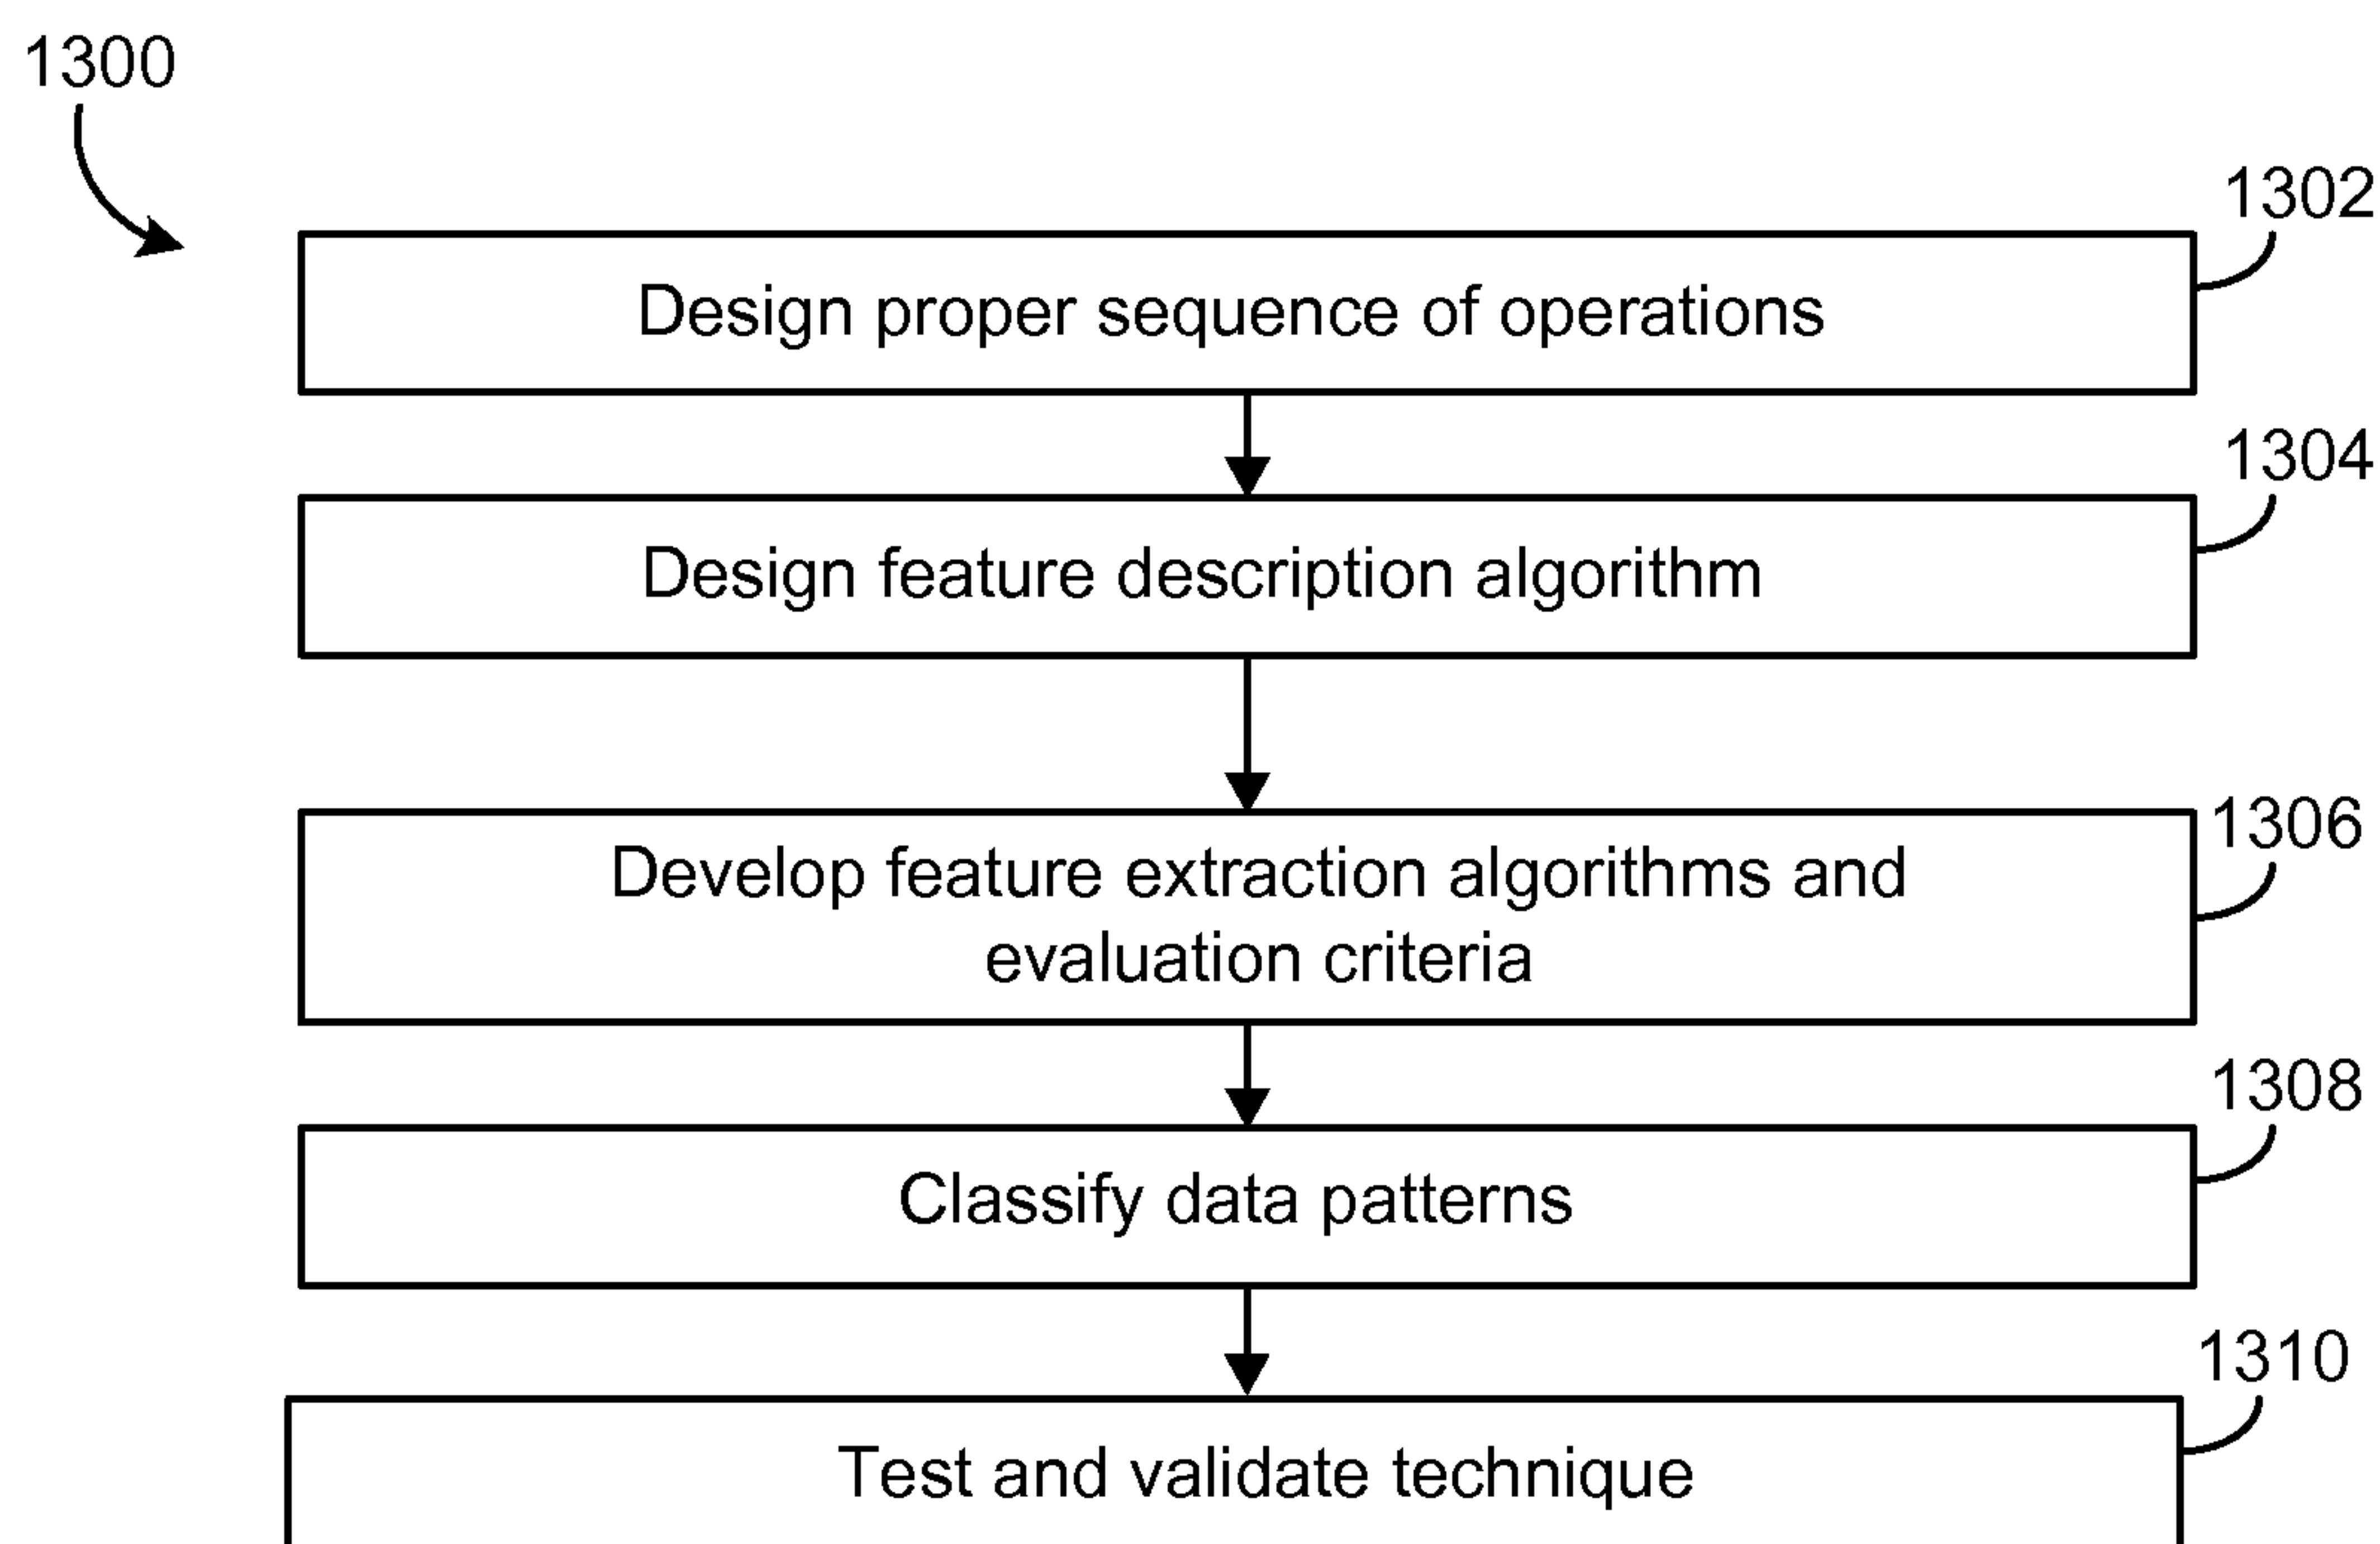 1300
1302
Design proper sequence of operations
1304
Design feature description algorithm
1306
Develop feature extraction algorithms and
evaluation criteria
1308
Classify data patterns
1310
Test and validate technique